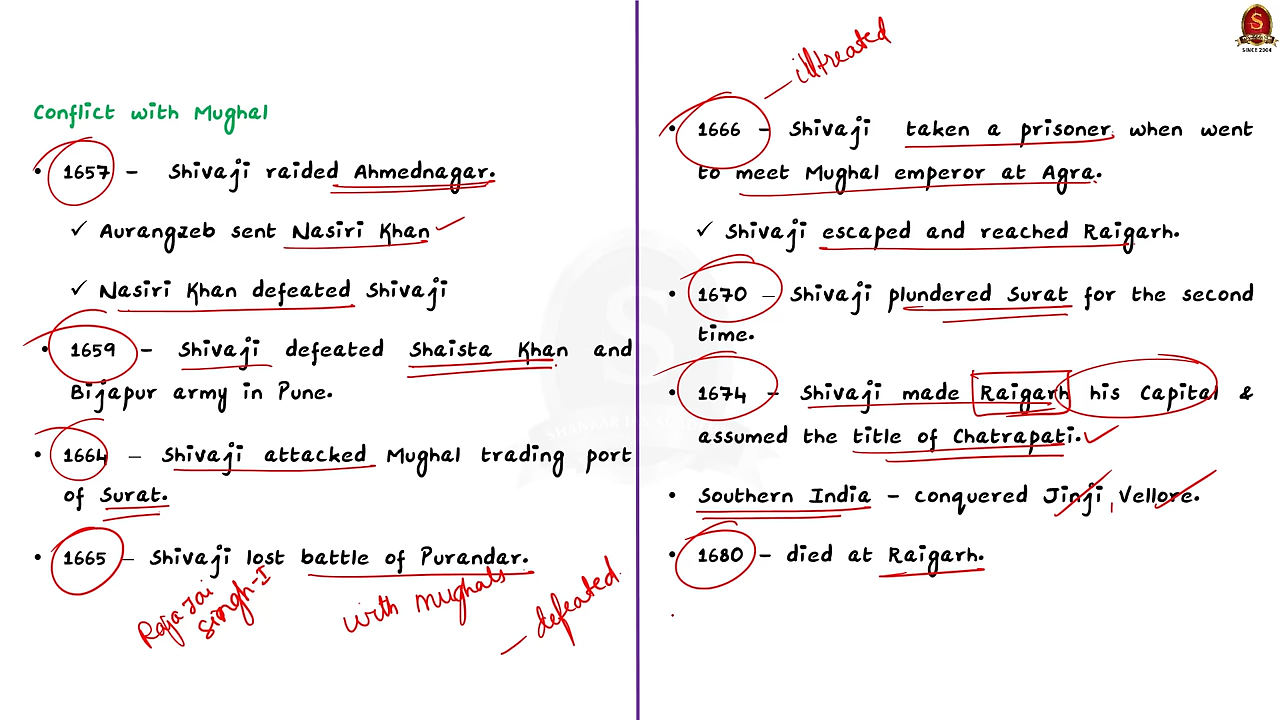 Conflict with Mughal
• 1657 - Shivaji raided Ahmednagar.
✓ Aurangzeb sent Nasiri Khan
✓ Nasiri Khan defeated Shivaji
• 1659 - Shivaji defeated Shaista Khan and
Bijapur army in Pune.
• 1664 - Shivaji attacked Mughal trading port
of Surat.
• 1665 - Shivaji lost battle of Purandar.
Raja Jai
Singh-I
with Mughals
- defeated.
S
SINCE 2004
- illtreated
• 1666 - Shivaji taken a prisoner when went
to meet Mughal emperor at Agra.
✓ Shivaji escaped and reached Raigarh.
• 1670 - Shivaji plundered Surat for the second
time.
• 1674 - Shivaji made Raigarh his Capital &
assumed the title of Chatrapati.
• Southern India - conquered Jinji, Vellore.
• 1680 - died at Raigarh.